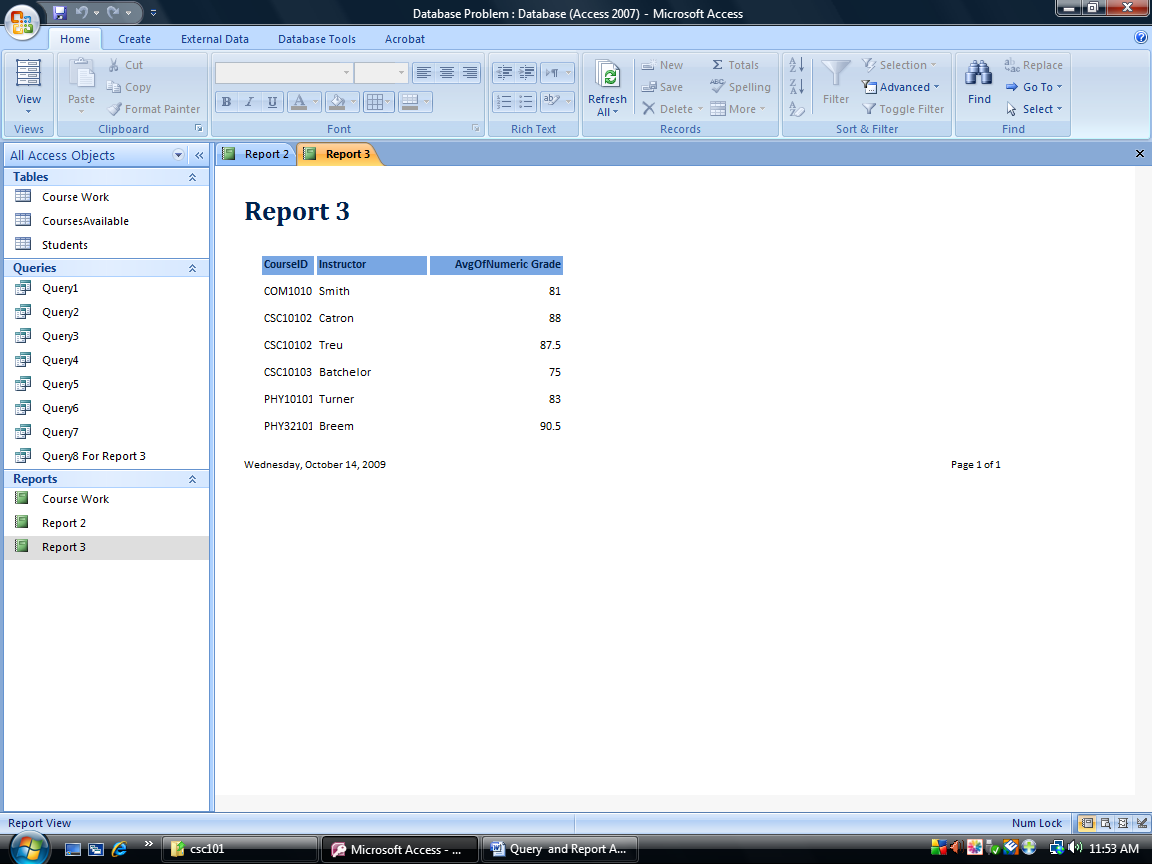 Database Problem : Database (Access 2007) - Microsoft Access
Home Create External Data Database Tools Acrobat
View
Views
Paste
Cut
Copy
Format Painter
Clipboard
B I U A
Font
ab
Rich Text
Refresh
All
New
Save
Delete
Σ Totals
ABC Spelling
More
Records
A Z
Z A
A Z
Filter
Selection
Advanced
Toggle Filter
Sort & Filter
Find
Replace
Go To
Select
Find
All Access Objects
Report 2 Report 3
Tables
Course Work
CoursesAvailable
Students
Queries
Query1
Query2
Query3
Query4
Query5
Query6
Query7
Query8 For Report 3
Reports
Course Work
Report 2
Report 3
Report 3
CourseID Instructor AvgOfNumeric Grade
COM1010 Smith 81
CSC10102 Catron 88
CSC10102 Treu 87.5
CSC10103 Batchelor 75
PHY10101 Turner 83
PHY32101 Breem 90.5
Wednesday, October 14, 2009 Page 1 of 1
Report View Num Lock
csc101 Microsoft Access - ... Query and Report A... 11:53 AM